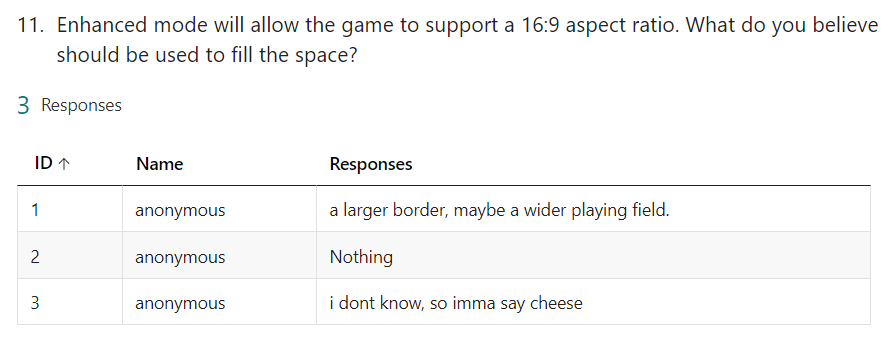 11. Enhanced mode will allow the game to support a 16:9 aspect ratio. What do you believe
should be used to fill the space?
3 Responses
ID ↑ Name Responses
1 anonymous a larger border, maybe a wider playing field.
2 anonymous Nothing
3 anonymous i dont know, so imma say cheese